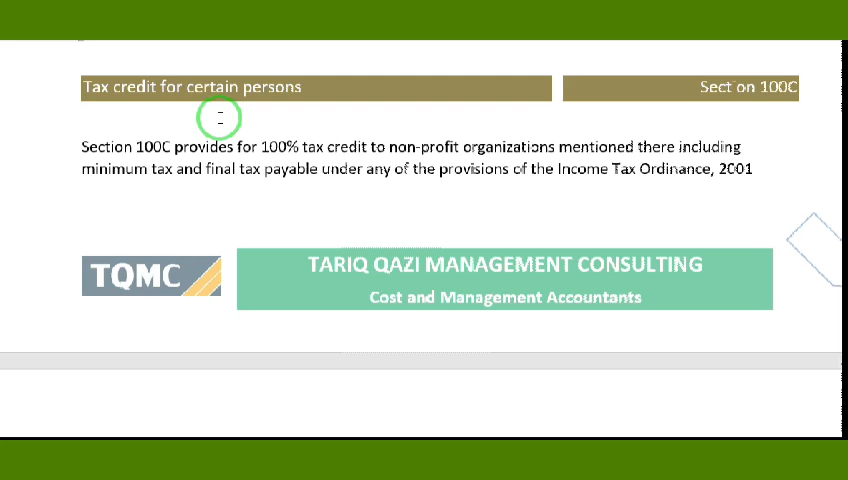 Tax credit for certain persons Section 100C
Section 100C provides for 100% tax credit to non-profit organizations mentioned there including
minimum tax and final tax payable under any of the provisions of the Income Tax Ordinance, 2001
TQMC
TARIQ QAZI MANAGEMENT CONSULTING
Cost and Management Accountants